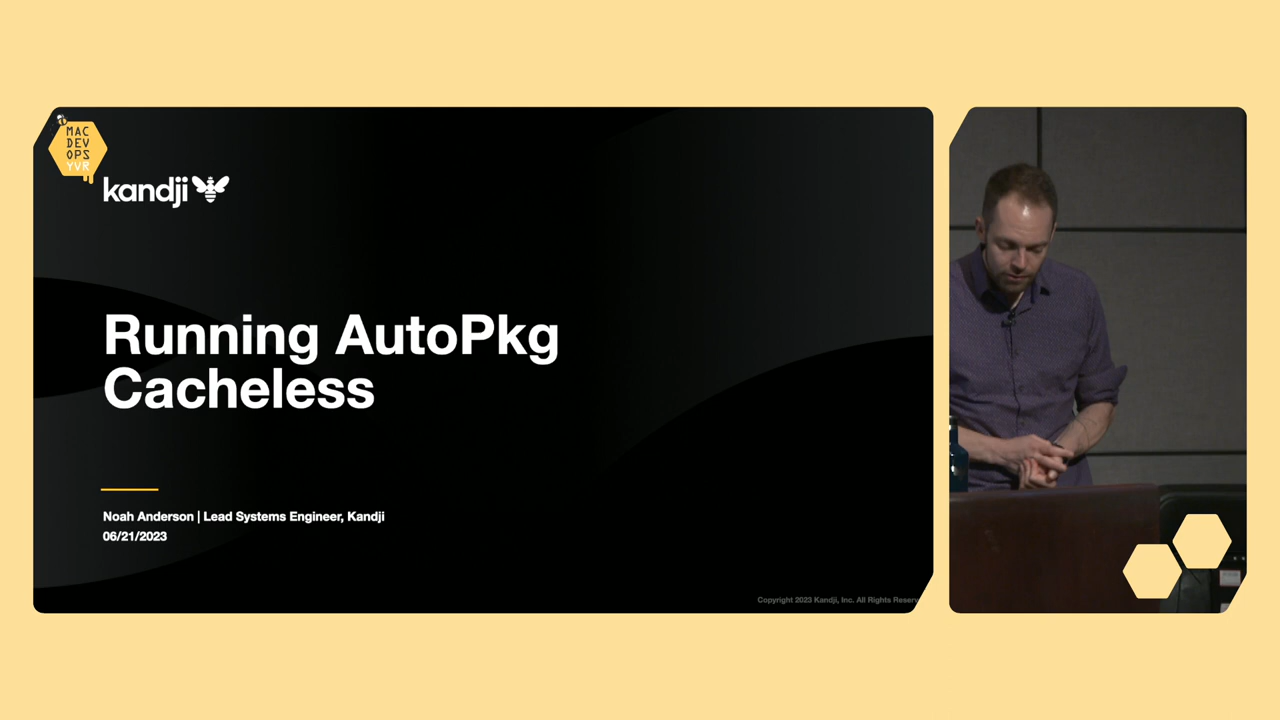 MAC
DEV
OPS
YVR
kandji
Running AutoPkg
Cacheless
Noah Anderson | Lead Systems Engineer, Kandji
06/21/2023
Copyright 2023 Kandji, Inc. All Rights